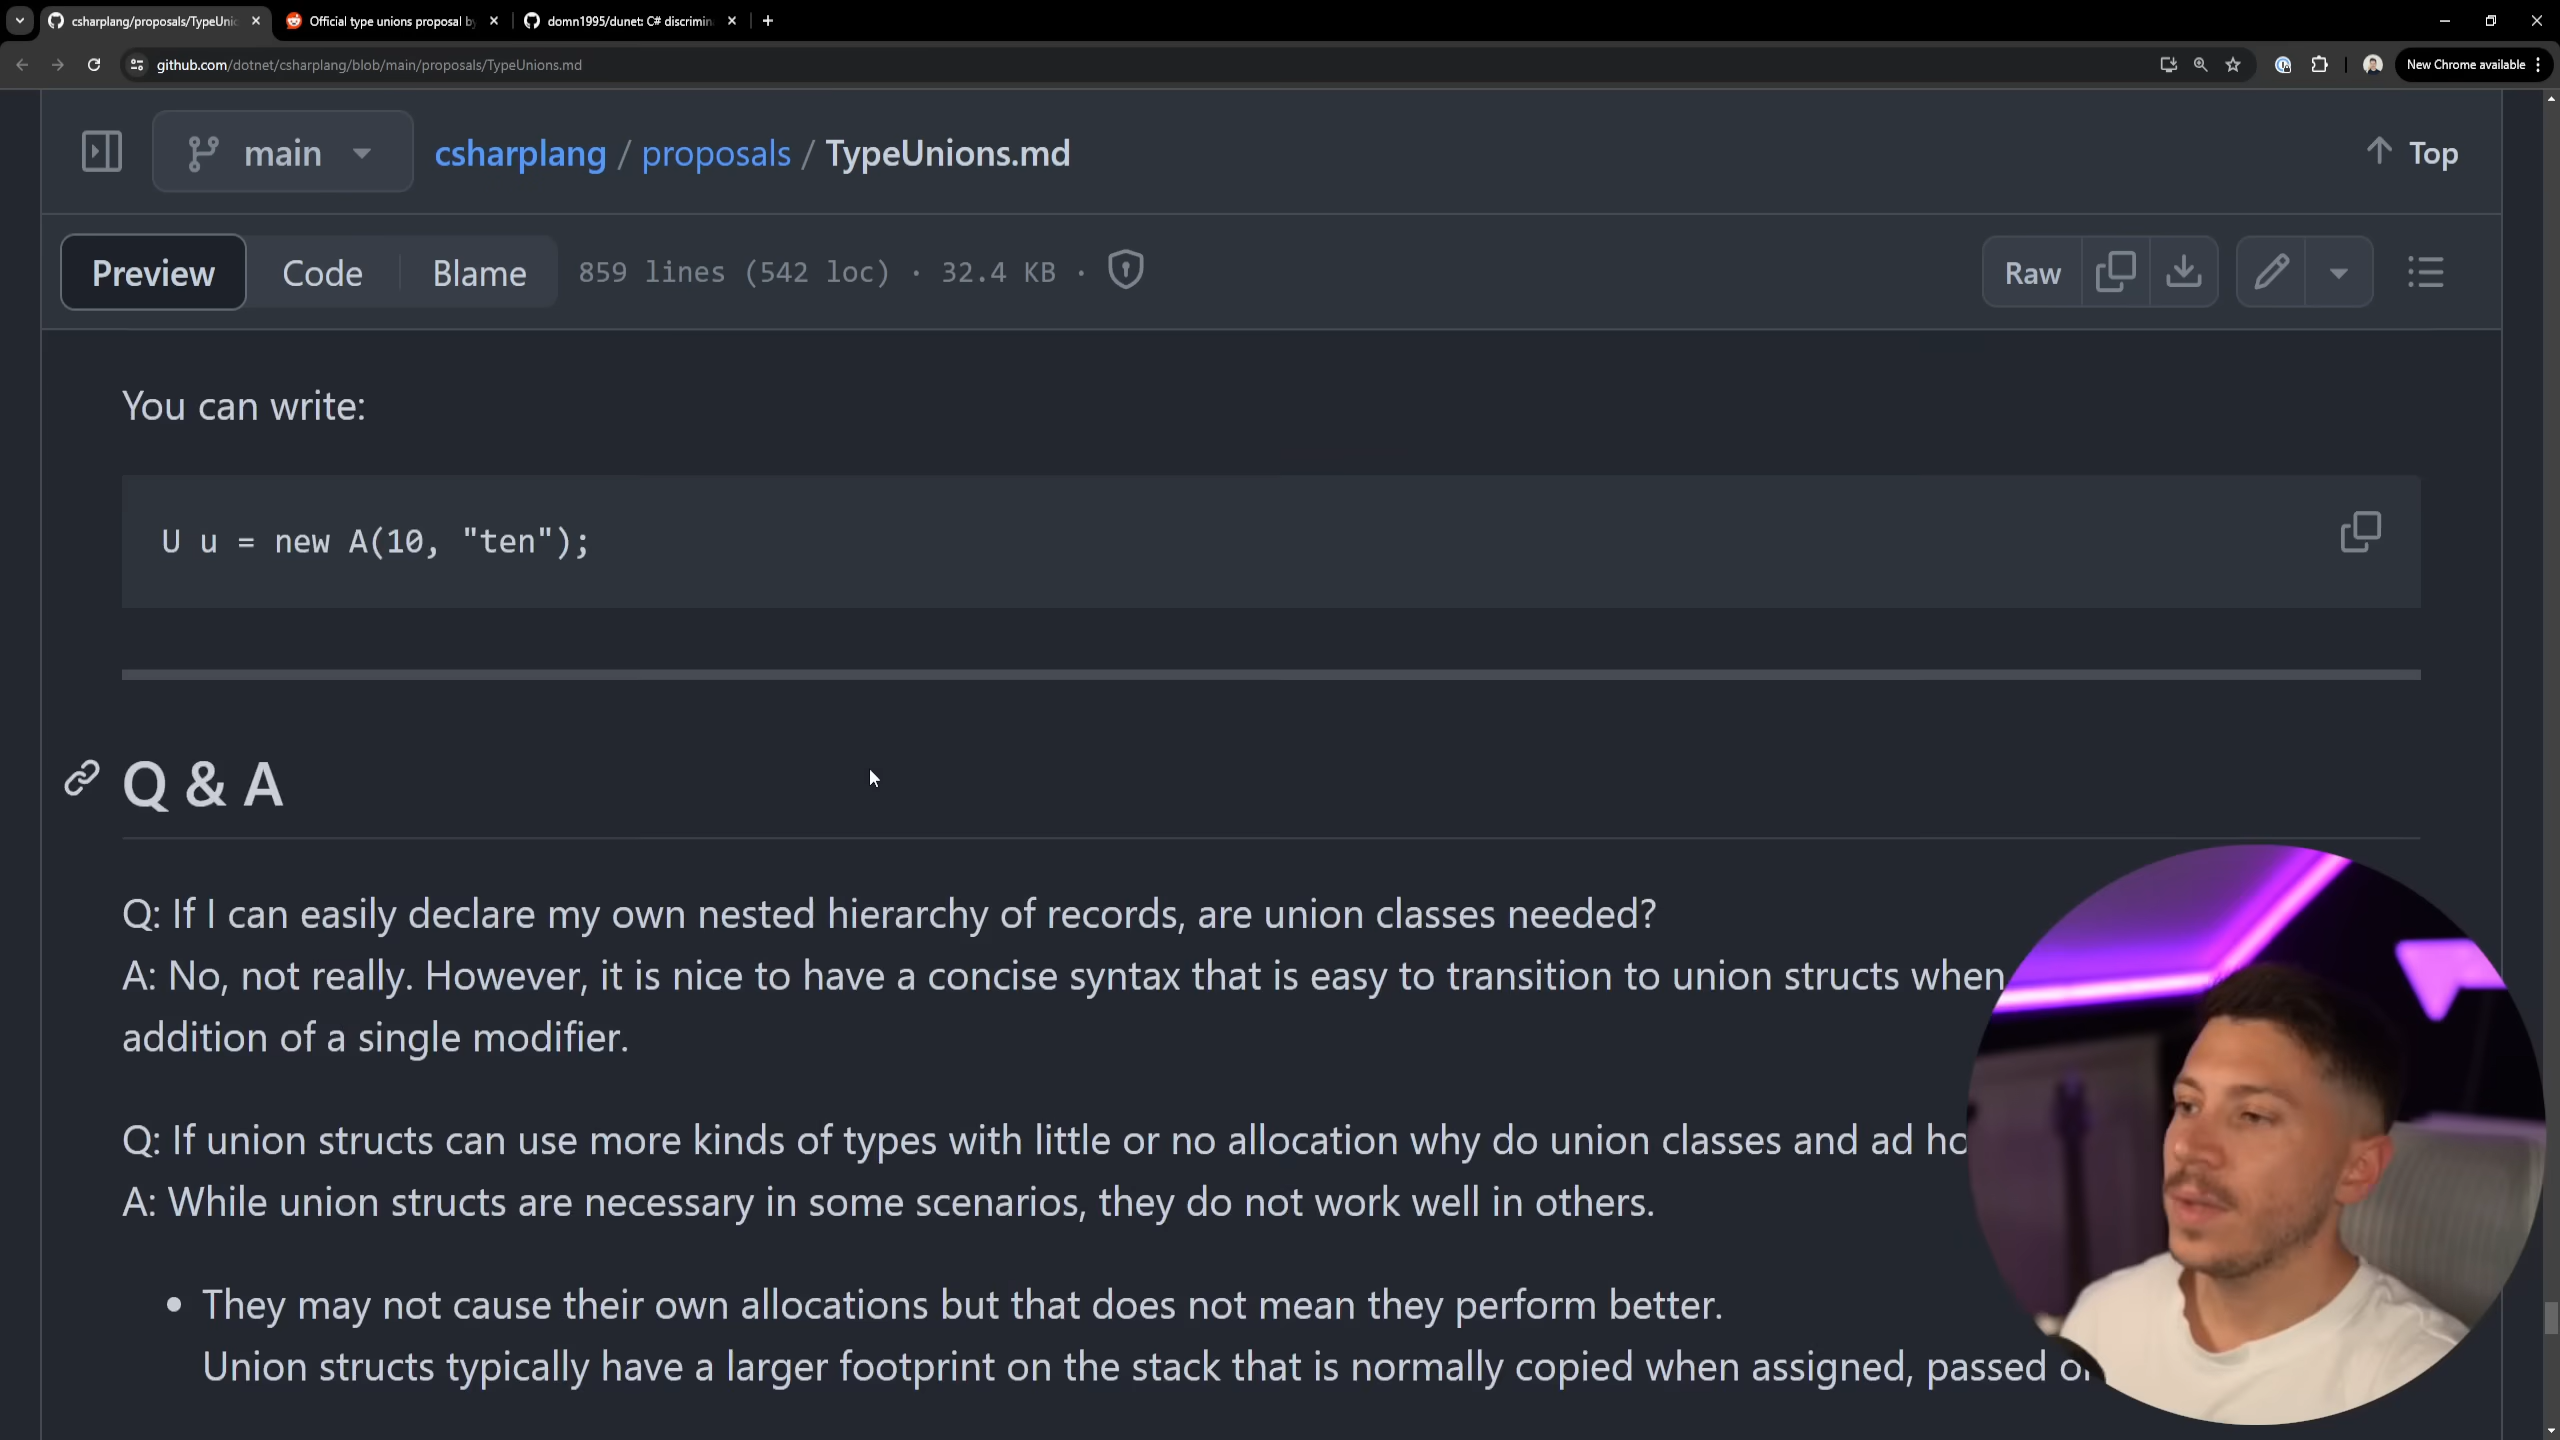 csharplang/proposals/TypeUnio
Official type unions proposal by
domn1995/dunet: C# discrimin
github.com/dotnet/csharplang/blob/main/proposals/TypeUnions.md
New Chrome available
main
csharplang / proposals / TypeUnions.md
Top
Preview
Code
Blame
859 lines (542 loc) · 32.4 KB ·
Raw
You can write:
U u = new A(10, "ten");
Q & A
Q: If I can easily declare my own nested hierarchy of records, are union classes needed?
A: No, not really. However, it is nice to have a concise syntax that is easy to transition to union structs when
addition of a single modifier.
Q: If union structs can use more kinds of types with little or no allocation why do union classes and ad ho
A: While union structs are necessary in some scenarios, they do not work well in others.
• They may not cause their own allocations but that does not mean they perform better.
Union structs typically have a larger footprint on the stack that is normally copied when assigned, passed or